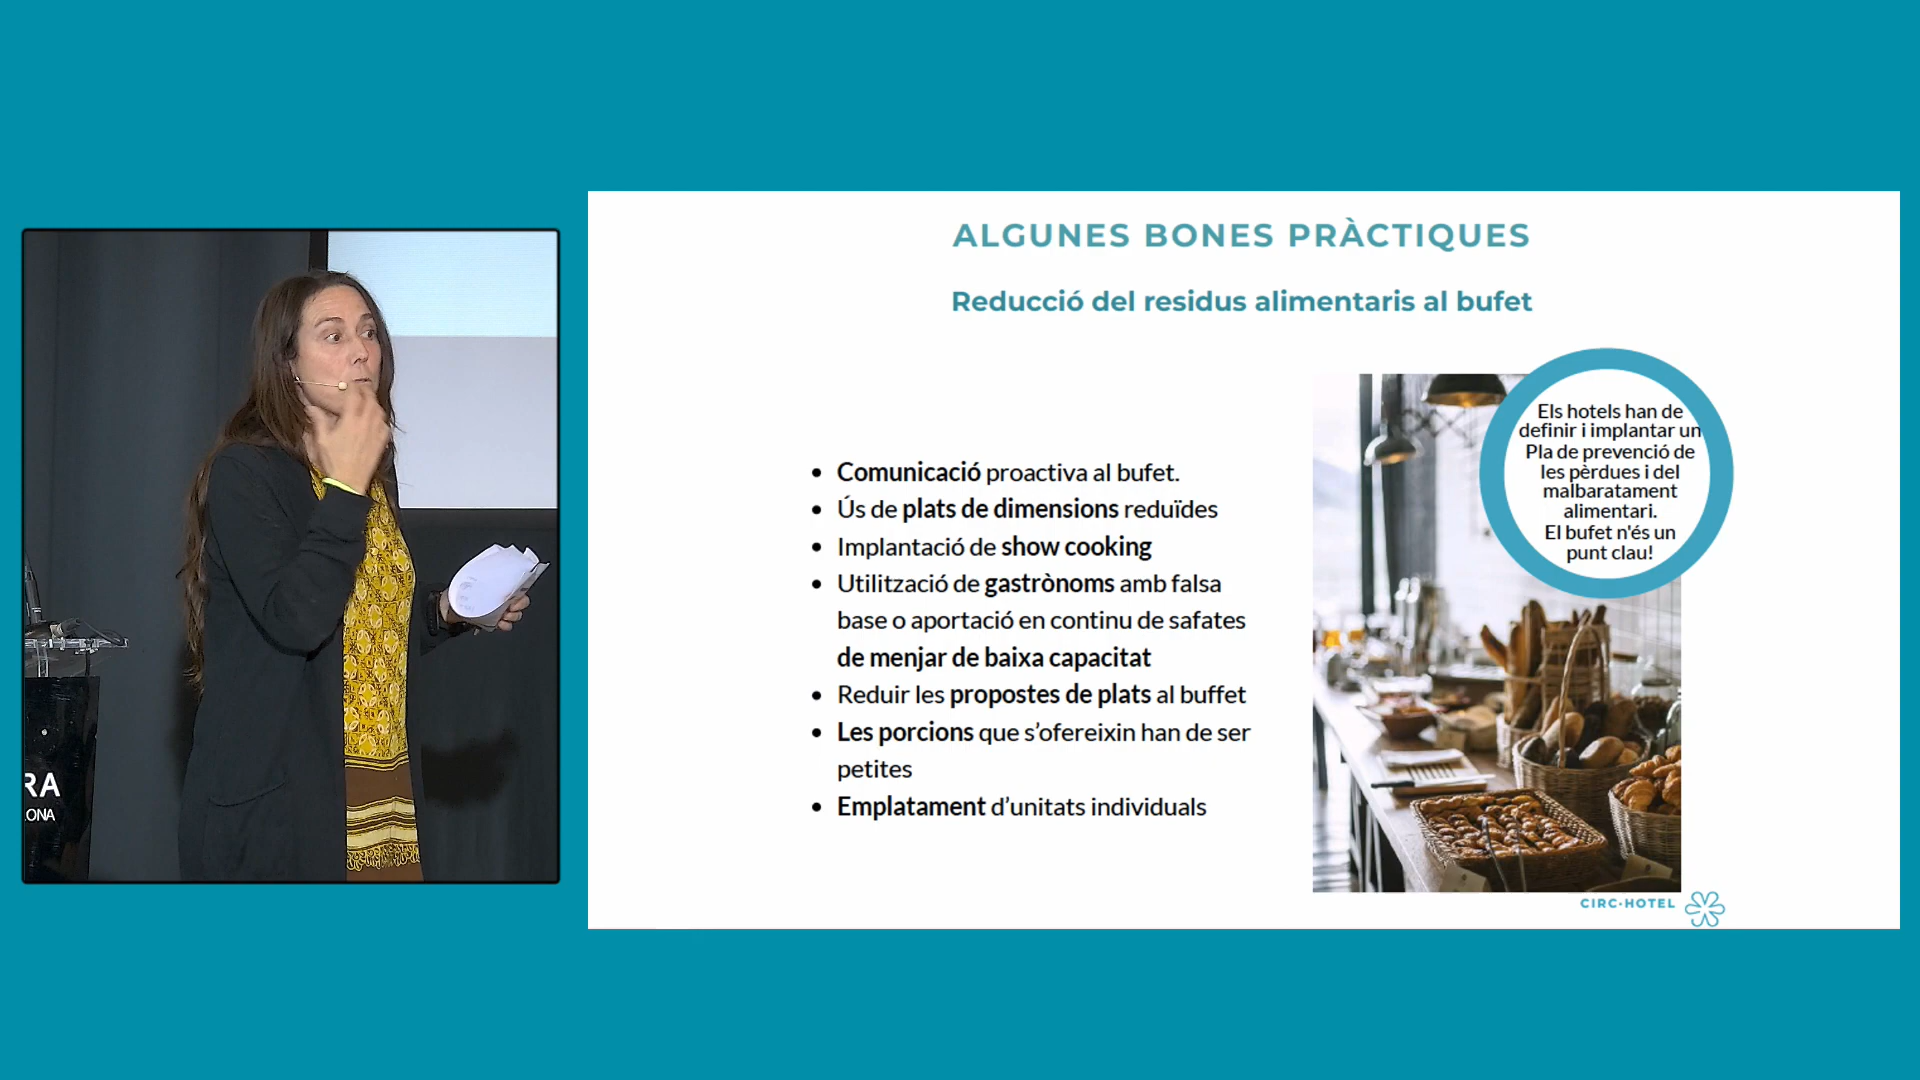 ALGUNES BONES PRÀCTIQUES
Reducció del residus alimentaris al bufet
Comunicació proactiva al bufet.
Ús de plats de dimensions reduïdes
Implantació de show cooking
Utilització de gastrònoms amb falsa
base o aportació en continu de safates
de menjar de baixa capacitat
Reduir les propostes de plats al buffet
Les porcions que s’ofereixin han de ser
petites
Emplatament d’unitats individuals
Els hotels han de
definir i implantar un
Pla de prevenció de
les pèrdues i del
malbaratament
alimentari.
El bufet n'és un
punt clau!
CIRC·HOTEL
RA
LONA